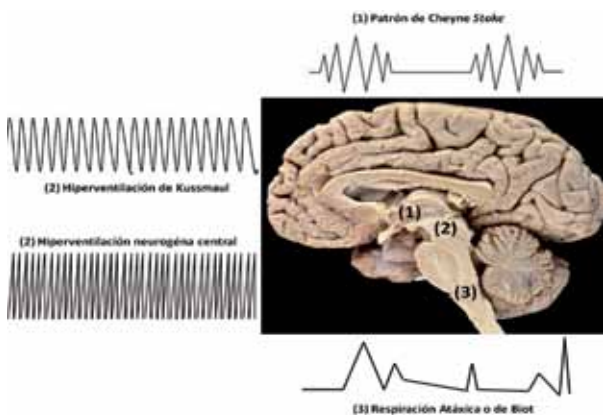 (1) Patrón de Cheyne Stoke
(2) Hiperventilación de Kussmaul
(2) Hiperventilación neurogéna central
(1)
(2)
(3)
(3) Respiración Atáxica o de Biot